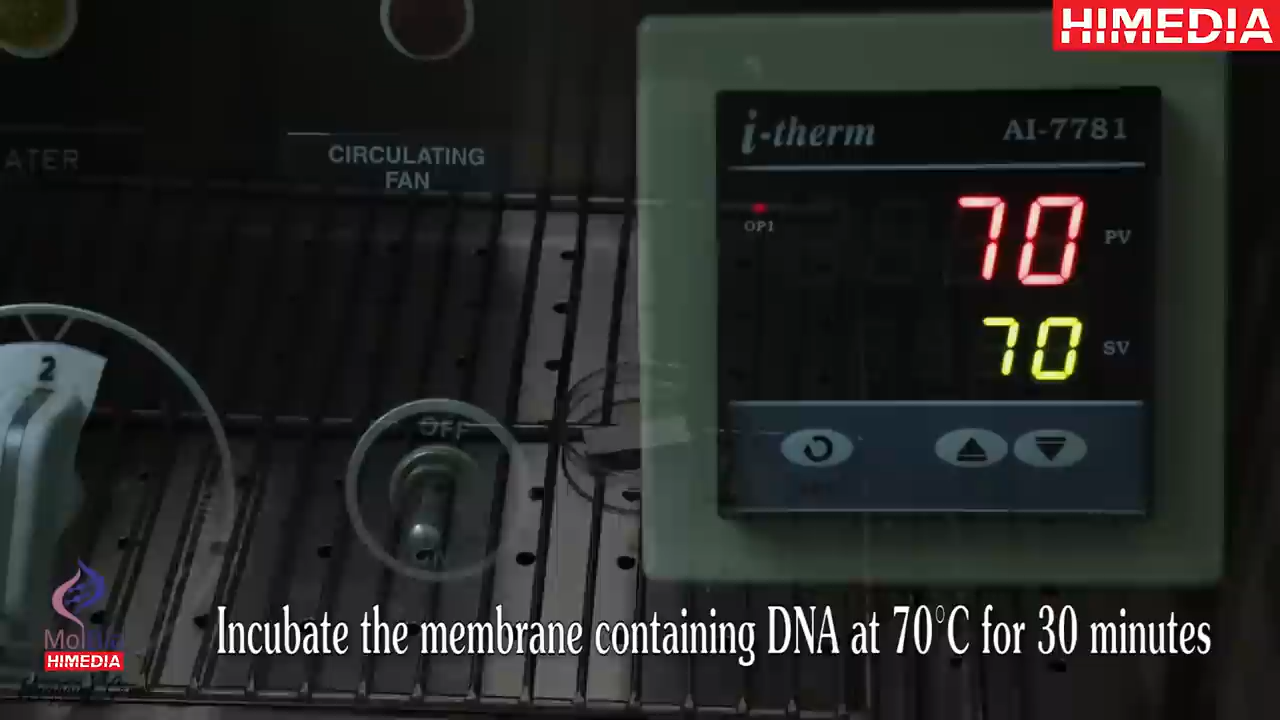 HIMEDIA
i-therm AI-7781
ATER
CIRCULATING
FAN
70 PV
OP1
70 SV
2
OFF
ON
Incubate the membrane containing DNA at 70°C for 30 minutes
HIMEDIA